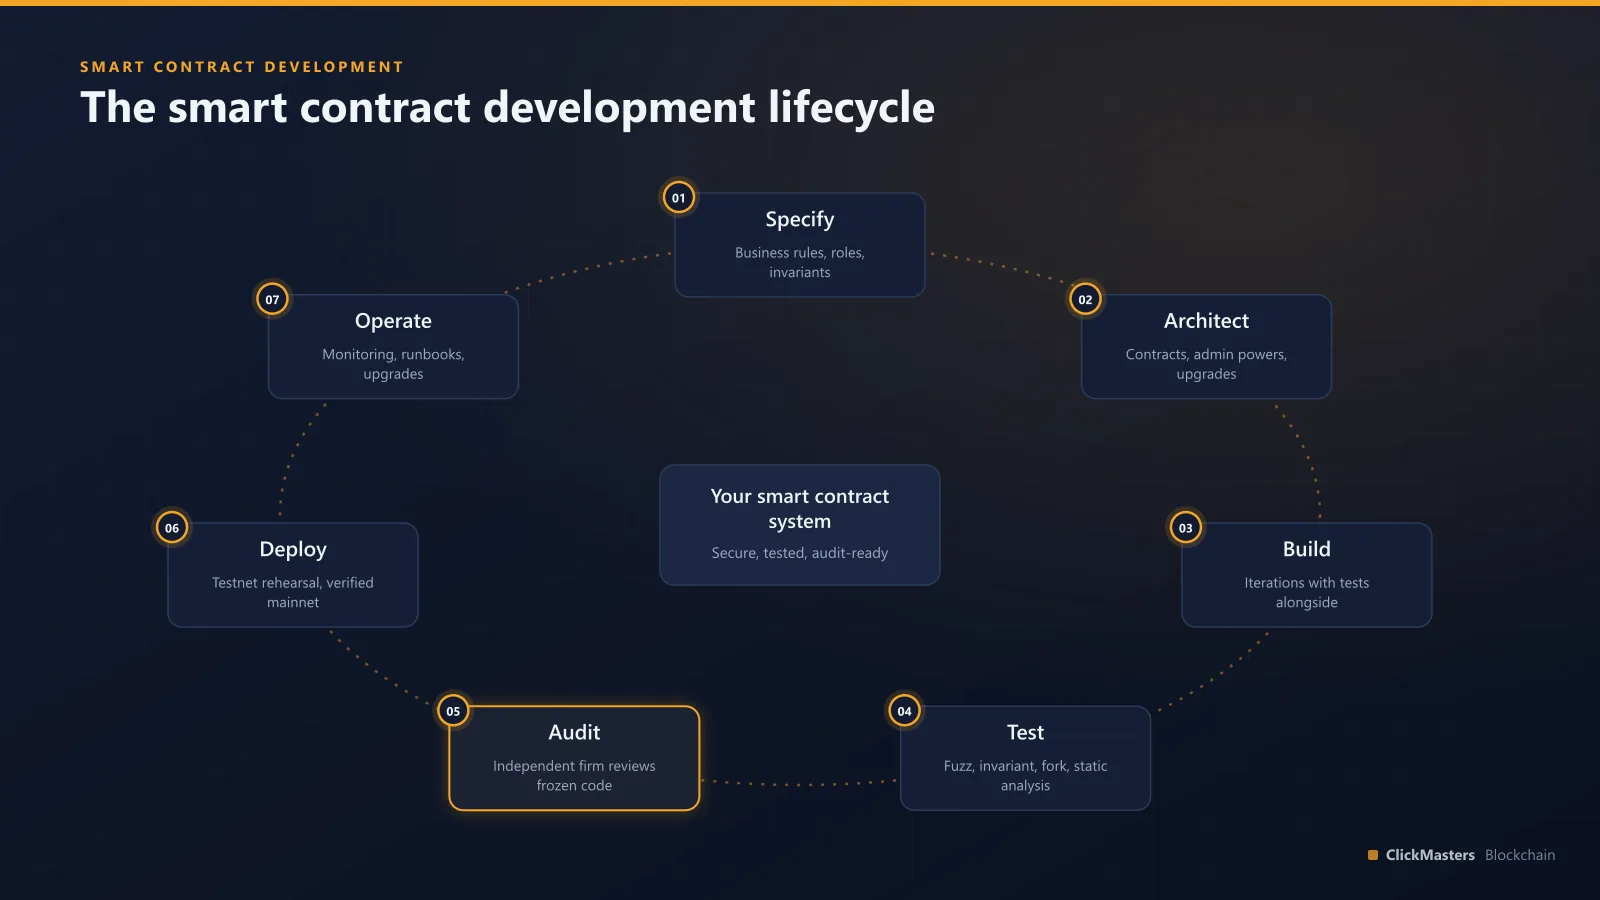 SMART CONTRACT DEVELOPMENT
The smart contract development lifecycle
01
Specify
Business rules, roles,
invariants
02
Architect
Contracts, admin powers,
upgrades
03
Build
Iterations with tests
alongside
04
Test
Fuzz, invariant, fork, static
analysis
05
Audit
Independent firm reviews
frozen code
06
Deploy
Testnet rehearsal, verified
mainnet
07
Operate
Monitoring, runbooks,
upgrades
Your smart contract
system
Secure, tested, audit-ready
ClickMasters Blockchain